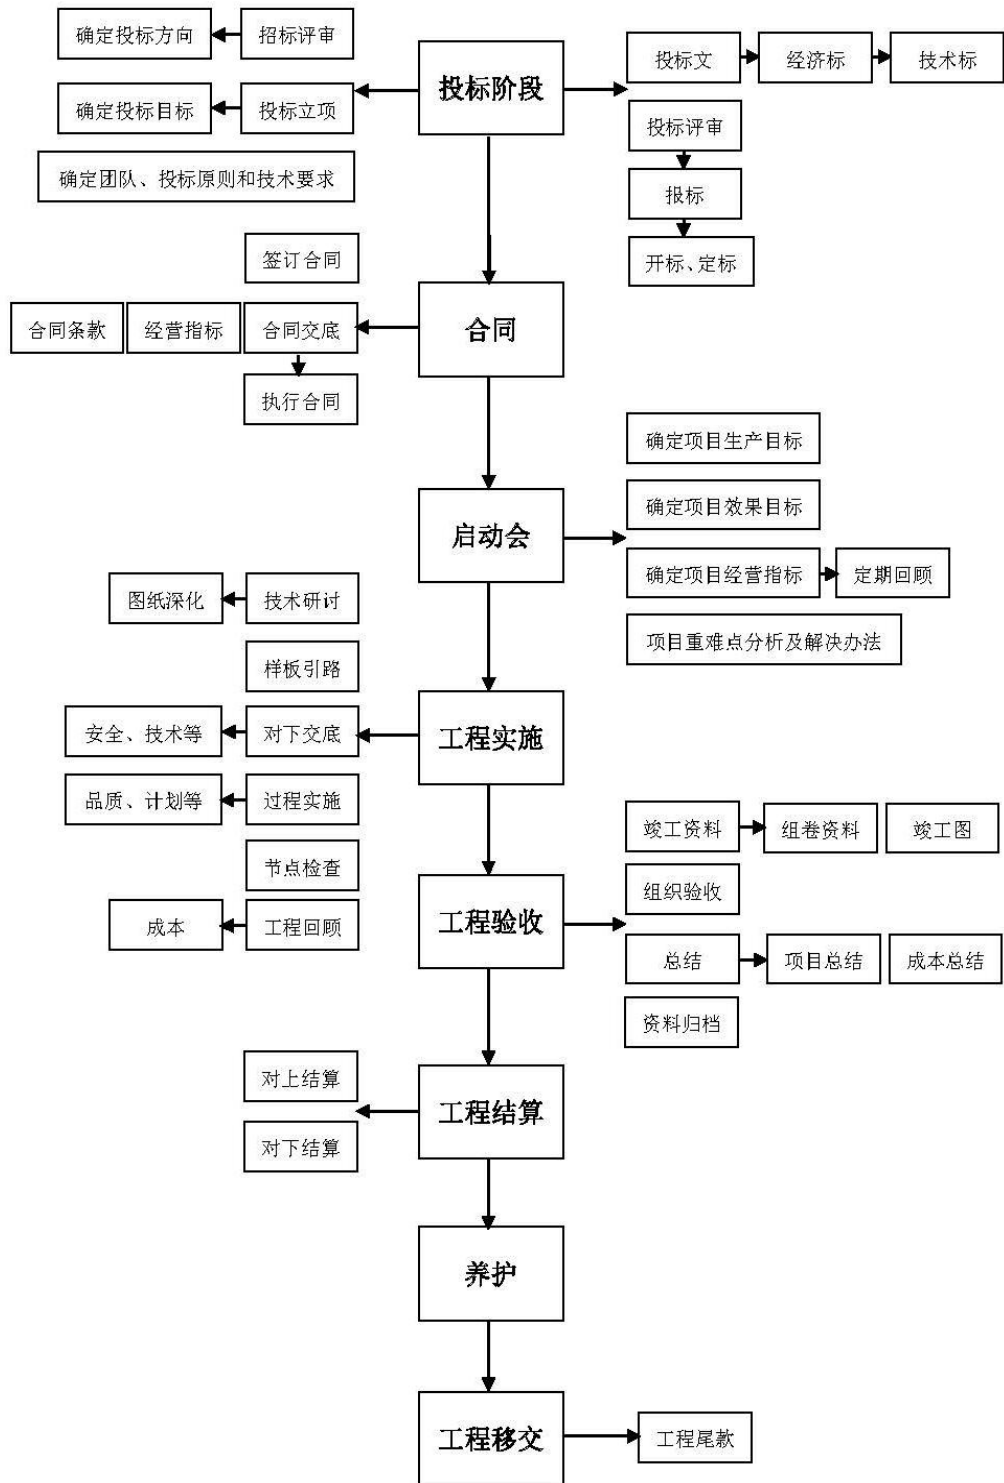 确定投标方向
招标评审
确定投标目标
投标立项
确定团队、投标原则和技术要求
投标阶段
投标文
经济标
技术标
投标评审
报标
开标、定标
签订合同
合同条款
经营指标
合同交底
执行合同
合同
确定项目生产目标
启动会
确定项目效果目标
确定项目经营指标
定期回顾
项目重难点分析及解决办法
图纸深化
技术研讨
样板引路
安全、技术等
对下交底
工程实施
品质、计划等
过程实施
节点检查
成本
工程回顾
竣工资料
组卷资料
竣工图
组织验收
工程验收
总结
项目总结
成本总结
资料归档
对上结算
工程结算
对下结算
养护
工程移交
工程尾款